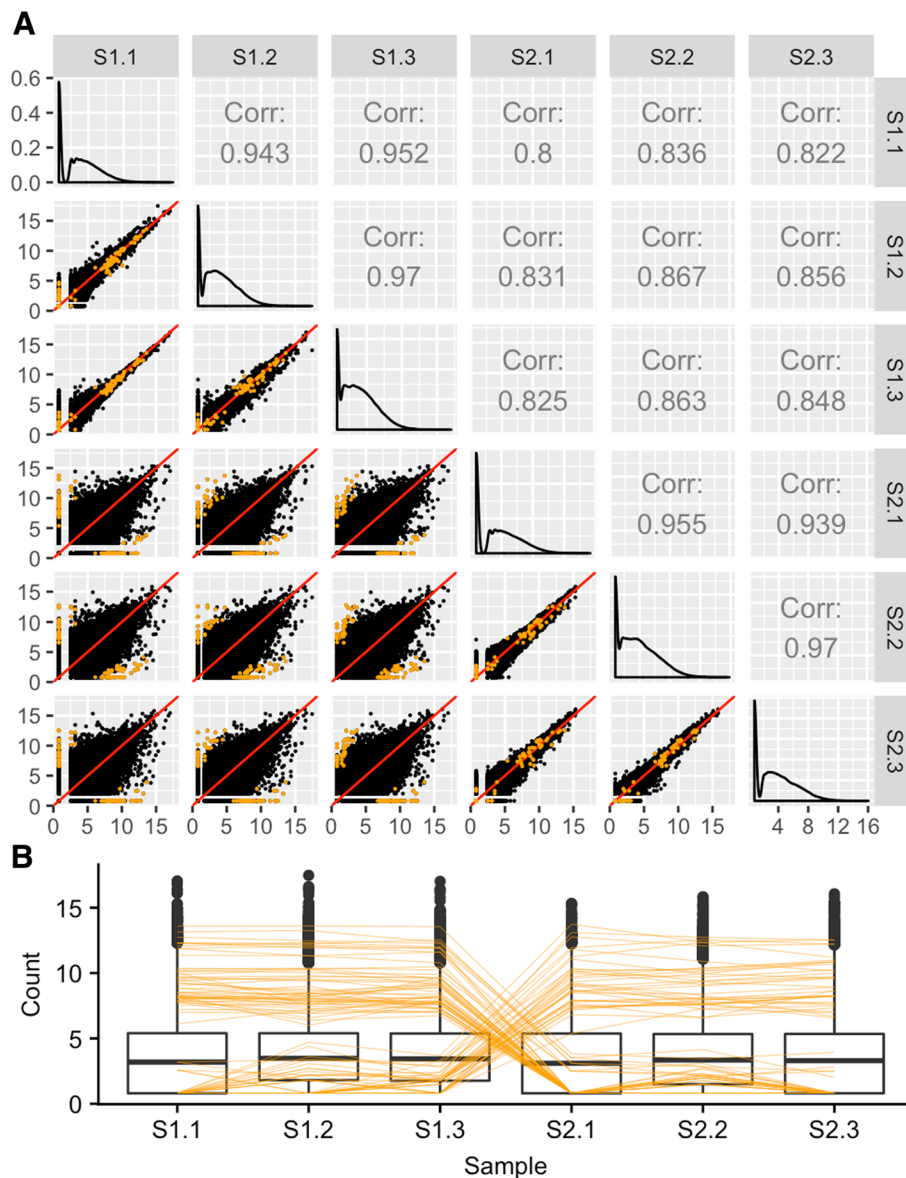 A
S1.1 S1.2 S1.3 S2.1 S2.2 S2.3
0.6
0.4
0.2
0.0
Corr:
0.943
Corr:
0.952
Corr:
0.8
Corr:
0.836
Corr:
0.822
S1.1
15
10
5
0
Corr:
0.97
Corr:
0.831
Corr:
0.867
Corr:
0.856
S1.2
15
10
5
0
Corr:
0.825
Corr:
0.863
Corr:
0.848
S1.3
15
10
5
0
Corr:
0.955
Corr:
0.939
S2.1
15
10
5
0
Corr:
0.97
S2.2
15
10
5
0
S2.3
0 5 10 15 0 5 10 15 0 5 10 15 0 5 10 15 0 5 10 15 4 8 12 16
B
Count
15
10
5
0
S1.1 S1.2 S1.3 S2.1 S2.2 S2.3
Sample